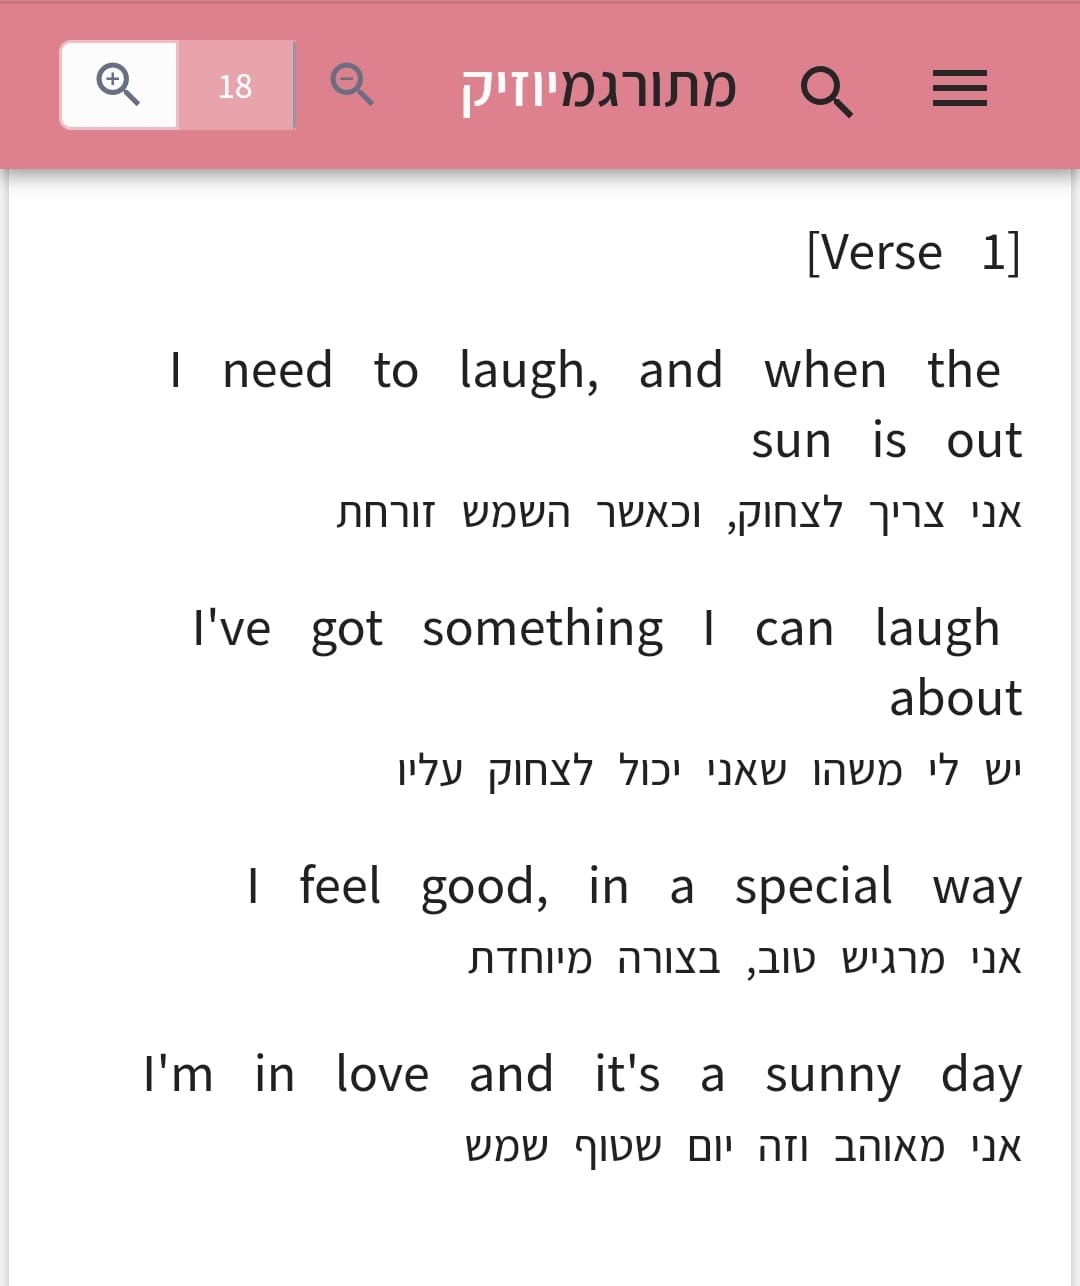 18
מתורגמיוזיק
[Verse 1]
I need to laugh, and when the
sun is out
אני צריך לצחוק, וכאשר השמש זורחת
I've got something I can laugh
about
יש לי משהו שאני יכול לצחוק עליו
I feel good, in a special way
אני מרגיש טוב, בצורה מיוחדת
I'm in love and it's a sunny day
אני מאוהב וזה יום שטוף שמש